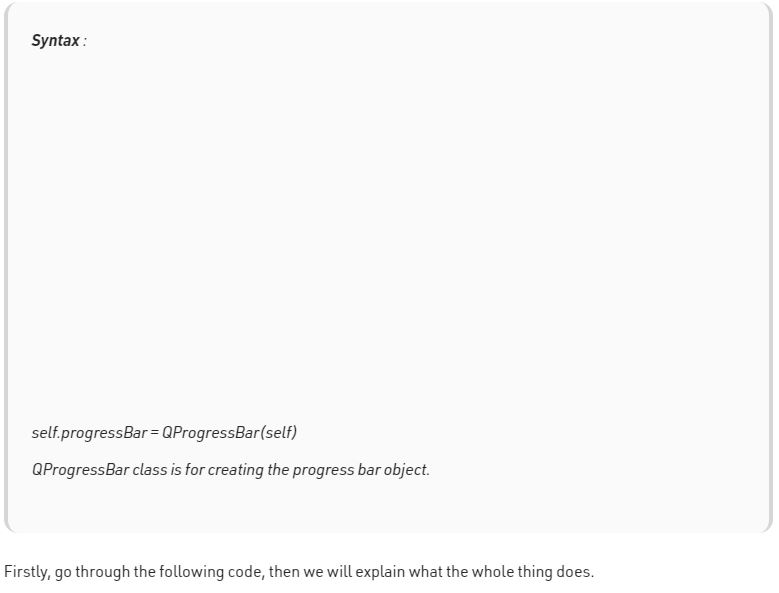 Syntax :
self.progressBar = QProgressBar(self)
QProgressBar class is for creating the progress bar object.
Firstly, go through the following code, then we will explain what the whole thing does.